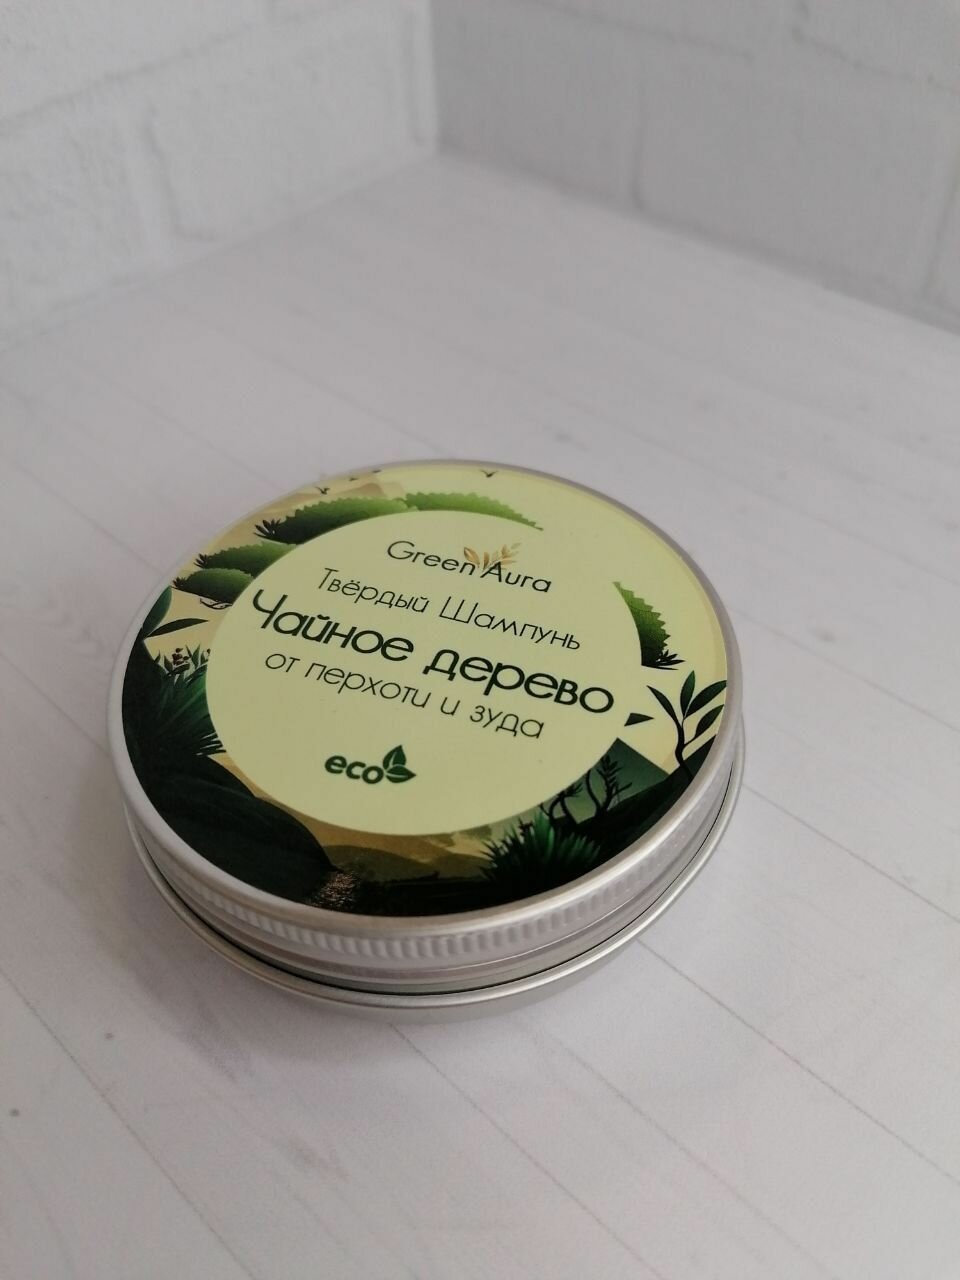 Green Aura
Твёрдый Шампунь
Чайное дерево
от перхоти и зуда
eco